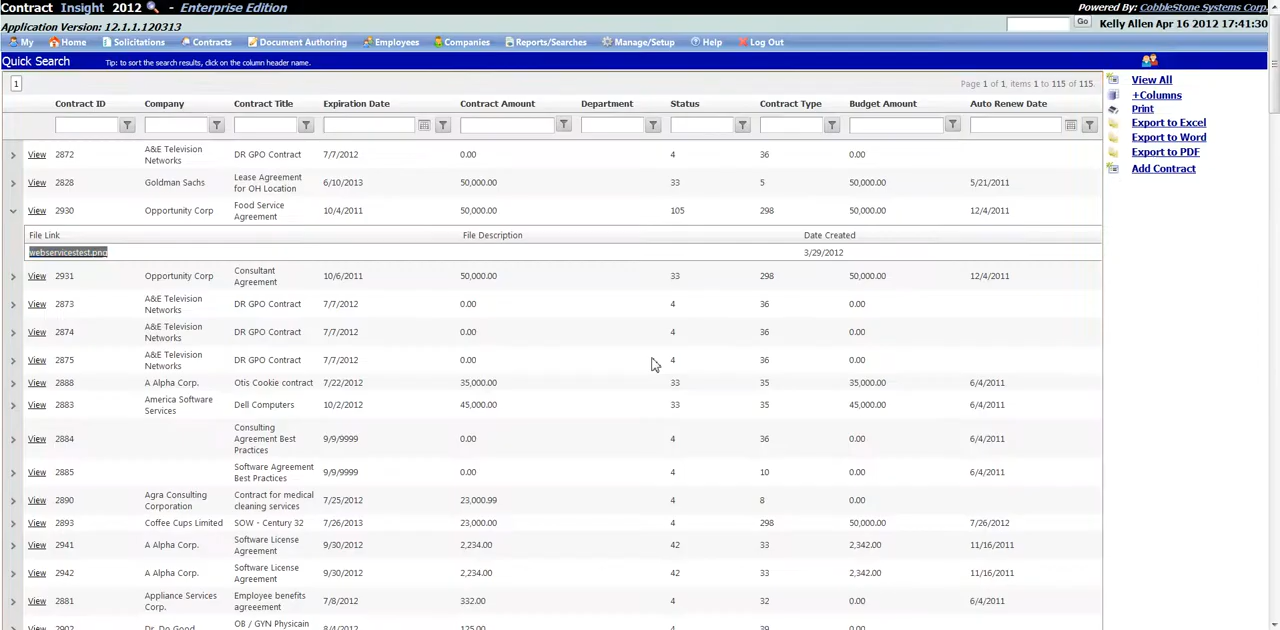 Contract Insight 2012 - Enterprise Edition
Powered By: CobbleStone Systems Corp.
Application Version: 12.1.1.120313
Go
Kelly Allen Apr 16 2012 17:41:30
My Home Solicitations Contracts Document Authoring Employees Companies Reports/Searches Manage/Setup Help Log Out
Quick Search Tip: to sort the search results, click on the column header name.
1
Page 1 of 1, items 1 to 115 of 115.
View All
+Columns
Print
Export to Excel
Export to Word
Export to PDF
Add Contract
Contract ID Company Contract Title Expiration Date Contract Amount Department Status Contract Type Budget Amount Auto Renew Date
View 2872 A&E Television Networks DR GPO Contract 7/7/2012 0.00 4 36 0.00
View 2828 Goldman Sachs Lease Agreement for OH Location 6/10/2013 50,000.00 33 5 50,000.00 5/21/2011
View 2930 Opportunity Corp Food Service Agreement 10/4/2011 50,000.00 105 298 50,000.00 12/4/2011
File Link File Description Date Created
webservicestest.png 3/29/2012
View 2931 Opportunity Corp Consultant Agreement 10/6/2011 50,000.00 33 298 50,000.00 12/4/2011
View 2873 A&E Television Networks DR GPO Contract 7/7/2012 0.00 4 36 0.00
View 2874 A&E Television Networks DR GPO Contract 7/7/2012 0.00 4 36 0.00
View 2875 A&E Television Networks DR GPO Contract 7/7/2012 0.00 4 36 0.00
View 2888 A Alpha Corp. Otis Cookie contract 7/22/2012 35,000.00 33 35 35,000.00 6/4/2011
View 2883 America Software Services Dell Computers 10/2/2012 45,000.00 33 35 45,000.00 6/4/2011
View 2884 Consulting Agreement Best Practices 9/9/9999 0.00 4 36 0.00 6/4/2011
View 2885 Software Agreement Best Practices 9/9/9999 0.00 4 10 0.00 6/4/2011
View 2890 Agra Consulting Corporation Contract for medical cleaning services 7/25/2012 23,000.99 4 8 0.00
View 2893 Coffee Cups Limited SOW - Century 32 7/26/2013 23,000.00 4 298 50,000.00 7/26/2012
View 2941 A Alpha Corp. Software License Agreement 9/30/2012 2,234.00 42 33 2,342.00 11/16/2011
View 2942 A Alpha Corp. Software License Agreement 9/30/2012 2,234.00 42 33 2,342.00 11/16/2011
View 2881 Appliance Services Corp. Employee benefits agreeement 7/8/2012 332.00 4 32 0.00 6/4/2011
View 2902 Dr. Do Good OB / GYN Physicain 8/4/2012 125.00 4 39 0.00